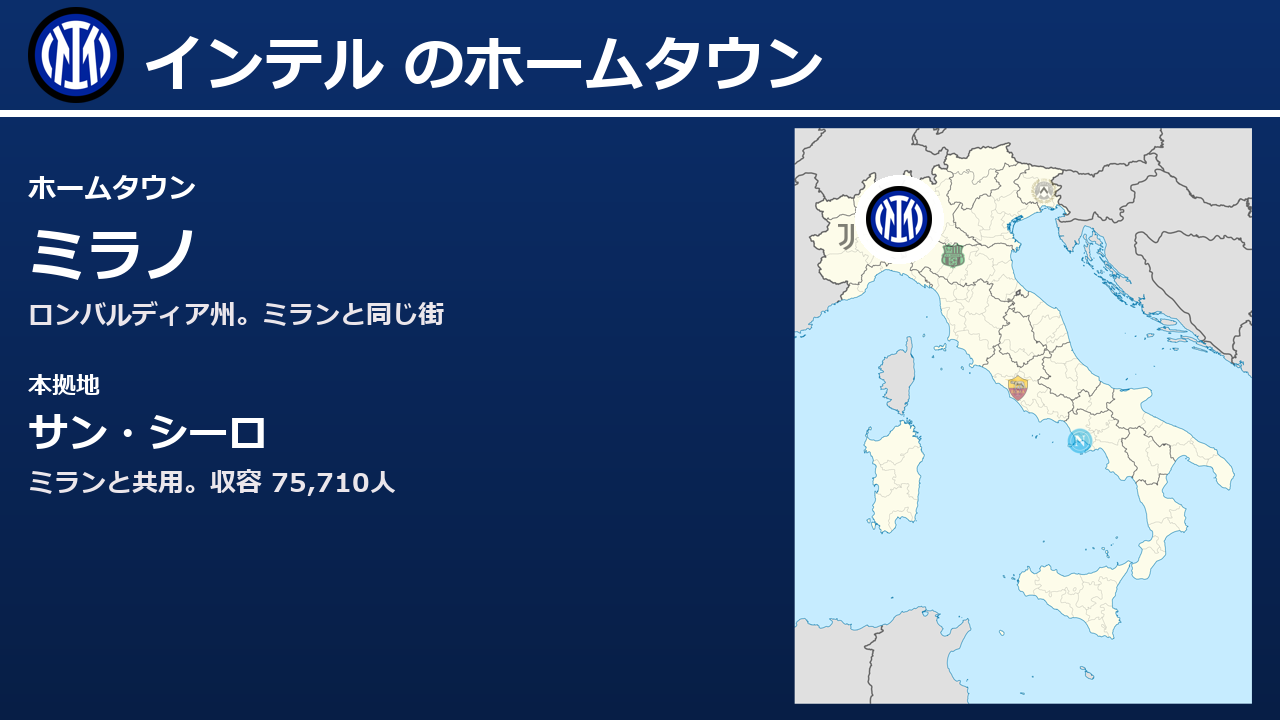 インテル のホームタウン
ホームタウン
ミラノ
ロンバルディア州。ミランと同じ街
本拠地
サン・シーロ
ミランと共用。収容 75,710人